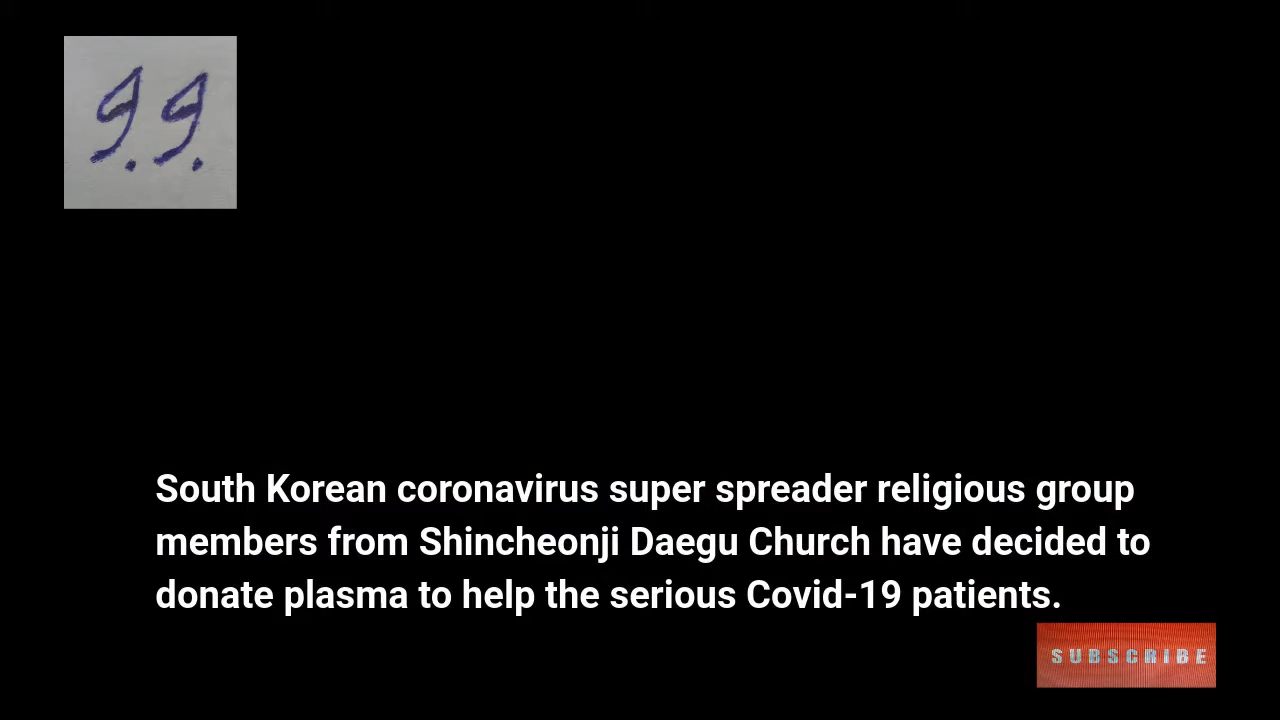 9.9.
South Korean coronavirus super spreader religious group
members from Shincheonji Daegu Church have decided to
donate plasma to help the serious Covid-19 patients.
SUBSCRIBE